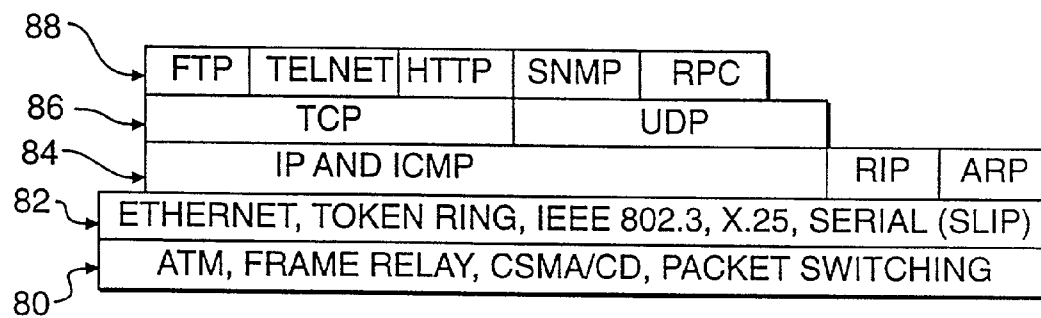 88
FTP TELNET HTTP SNMP RPC
86
TCP UDP
84
IP AND ICMP RIP ARP
82
ETHERNET, TOKEN RING, IEEE 802.3, X.25, SERIAL (SLIP)
ATM, FRAME RELAY, CSMA/CD, PACKET SWITCHING
80